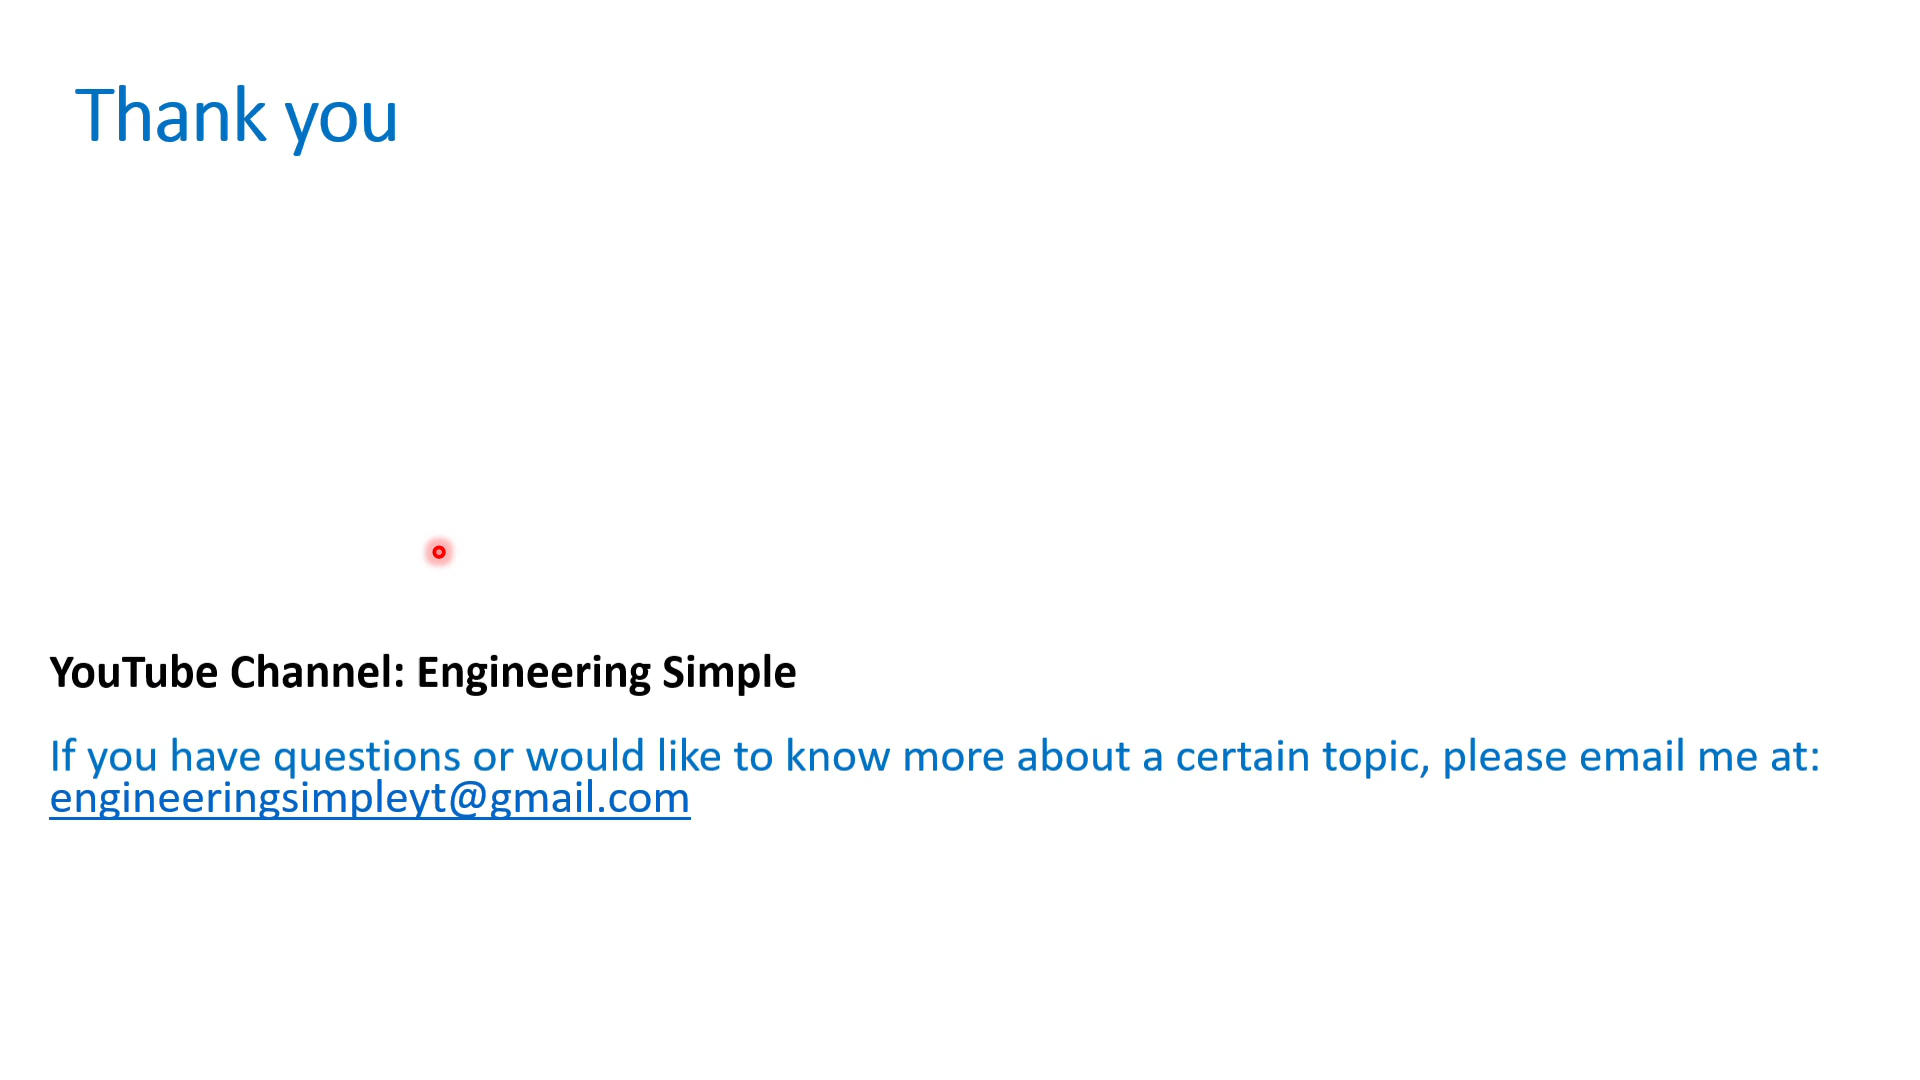 Thank you
YouTube Channel: Engineering Simple
If you have questions or would like to know more about a certain topic, please email me at:
engineeringsimpleyt@gmail.com